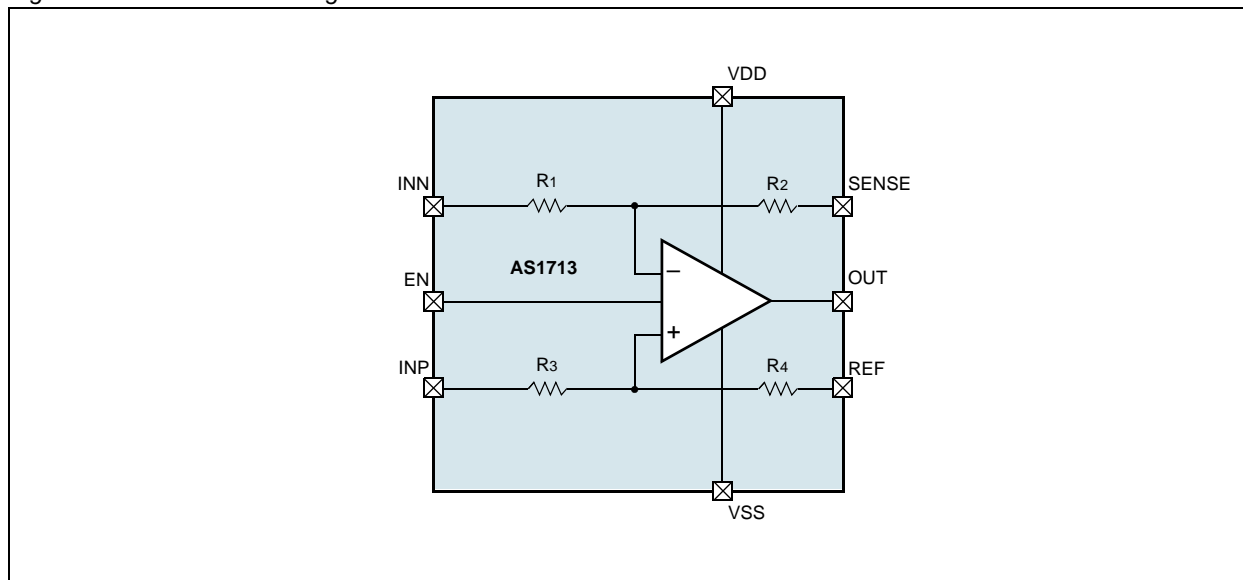 VDD
INN
R1
R2
SENSE
AS1713
−
EN
OUT
+
INP
R3
R4
REF
VSS